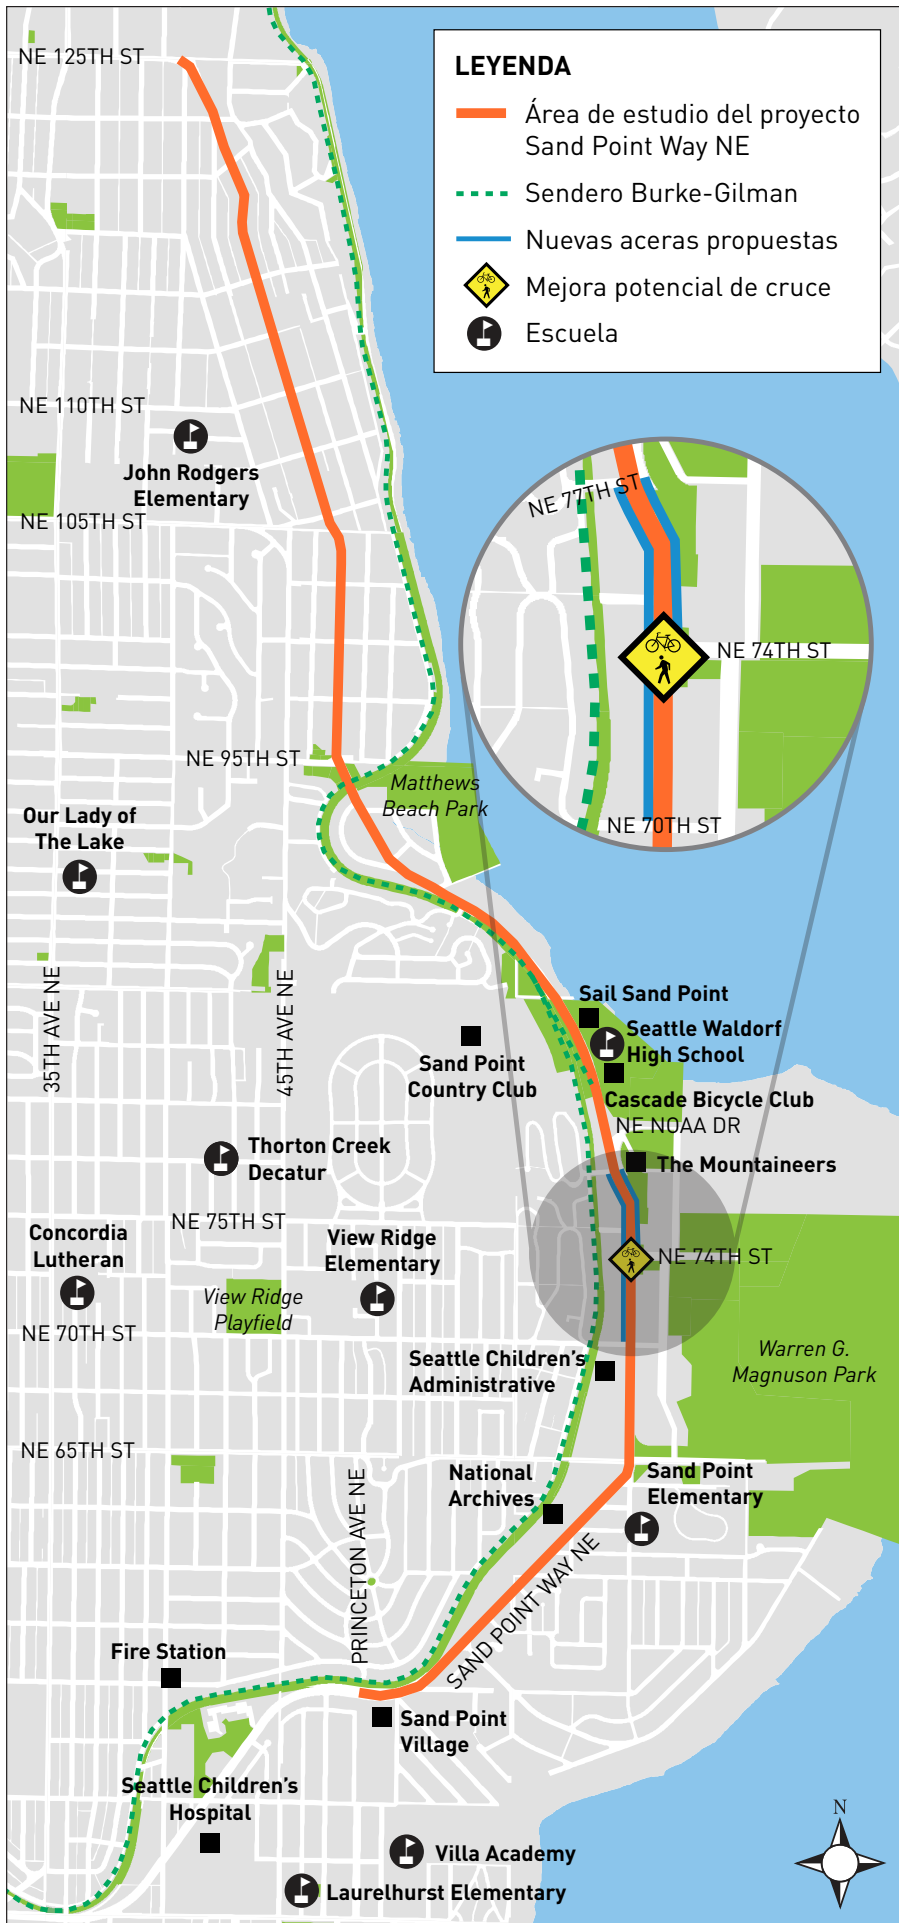 NE 125TH ST
LEYENDA
Área de estudio del proyecto
Sand Point Way NE
Sendero Burke-Gilman
Nuevas aceras propuestas
Mejora potencial de cruce
Escuela
NE 110TH ST
John Rodgers
Elementary
NE 105TH ST
NE 77TH ST
NE 74TH ST
NE 70TH ST
NE 95TH ST
Matthews
Beach Park
Our Lady of
The Lake
35TH AVE NE
45TH AVE NE
Sail Sand Point
Seattle Waldorf
High School
Sand Point
Country Club
Cascade Bicycle Club
NE NOAA DR
Thorton Creek
Decatur
The Mountaineers
NE 75TH ST
Concordia
Lutheran
View Ridge
Elementary
NE 74TH ST
View Ridge
Playfield
NE 70TH ST
Warren G.
Magnuson Park
Seattle Children's
Administrative
NE 65TH ST
National
Archives
Sand Point
Elementary
PRINCETON AVE NE
SAND POINT WAY NE
Fire Station
Sand Point
Village
Seattle Children's
Hospital
N
Villa Academy
Laurelhurst Elementary